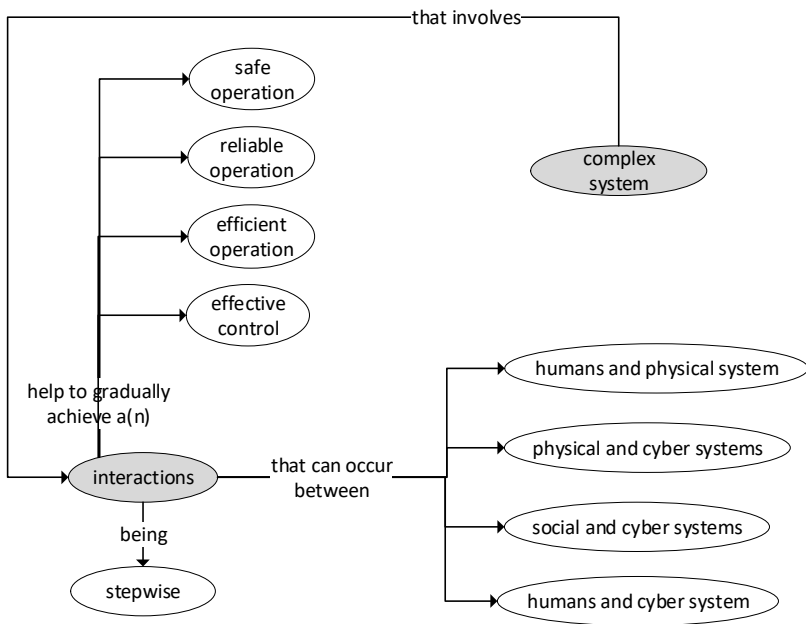 that involves
safe
operation
reliable
operation
complex
system
efficient
operation
effective
control
humans and physical system
help to gradually
achieve a(n)
physical and cyber systems
interactions
that can occur
between
social and cyber systems
being
stepwise
humans and cyber system